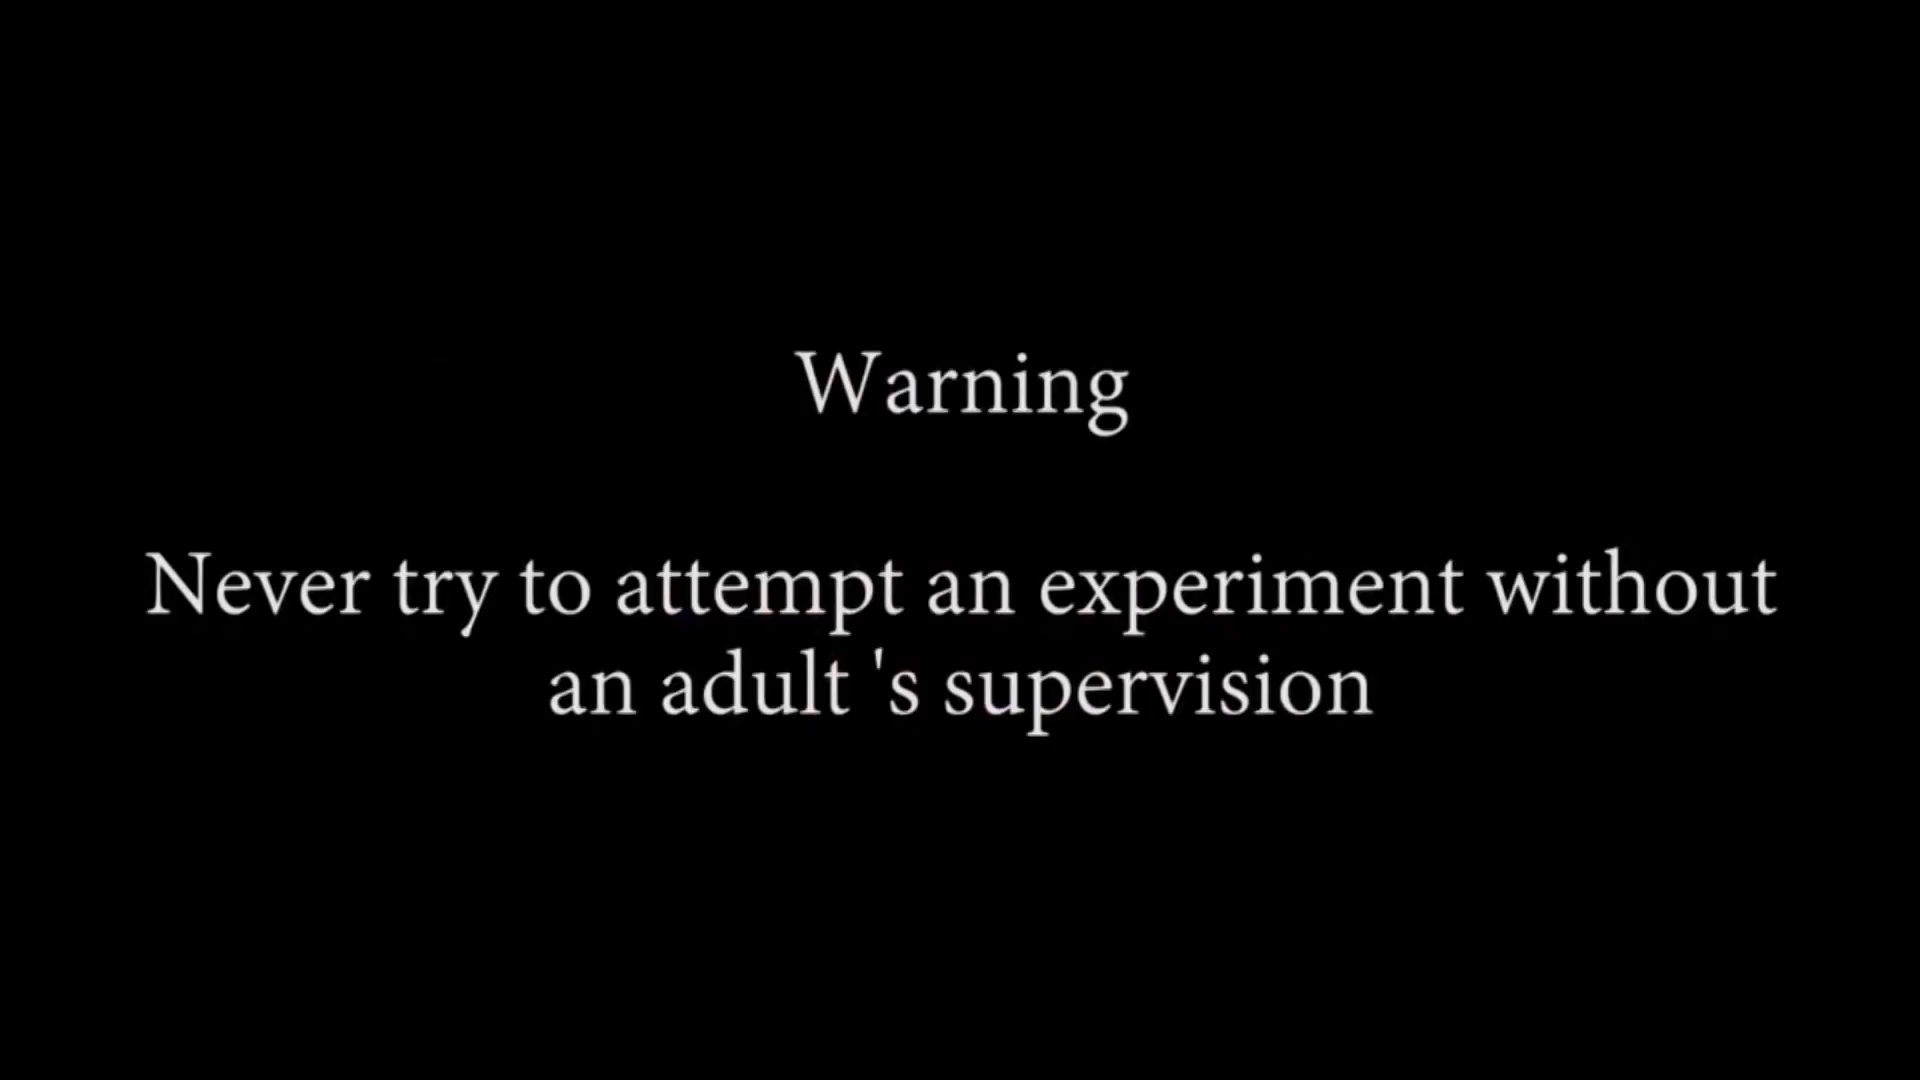 Warning
Never try to attempt an experiment without
an adult 's supervision